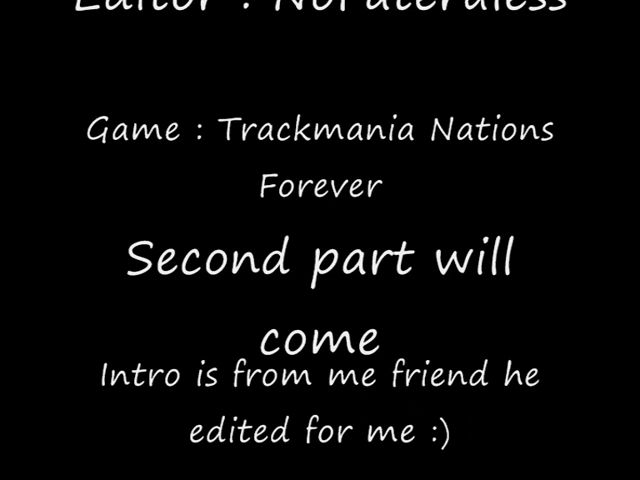 Editor :
Game : Trackmania Nations
Forever
Second part will
come
Intro is from me friend he
edited for me :)